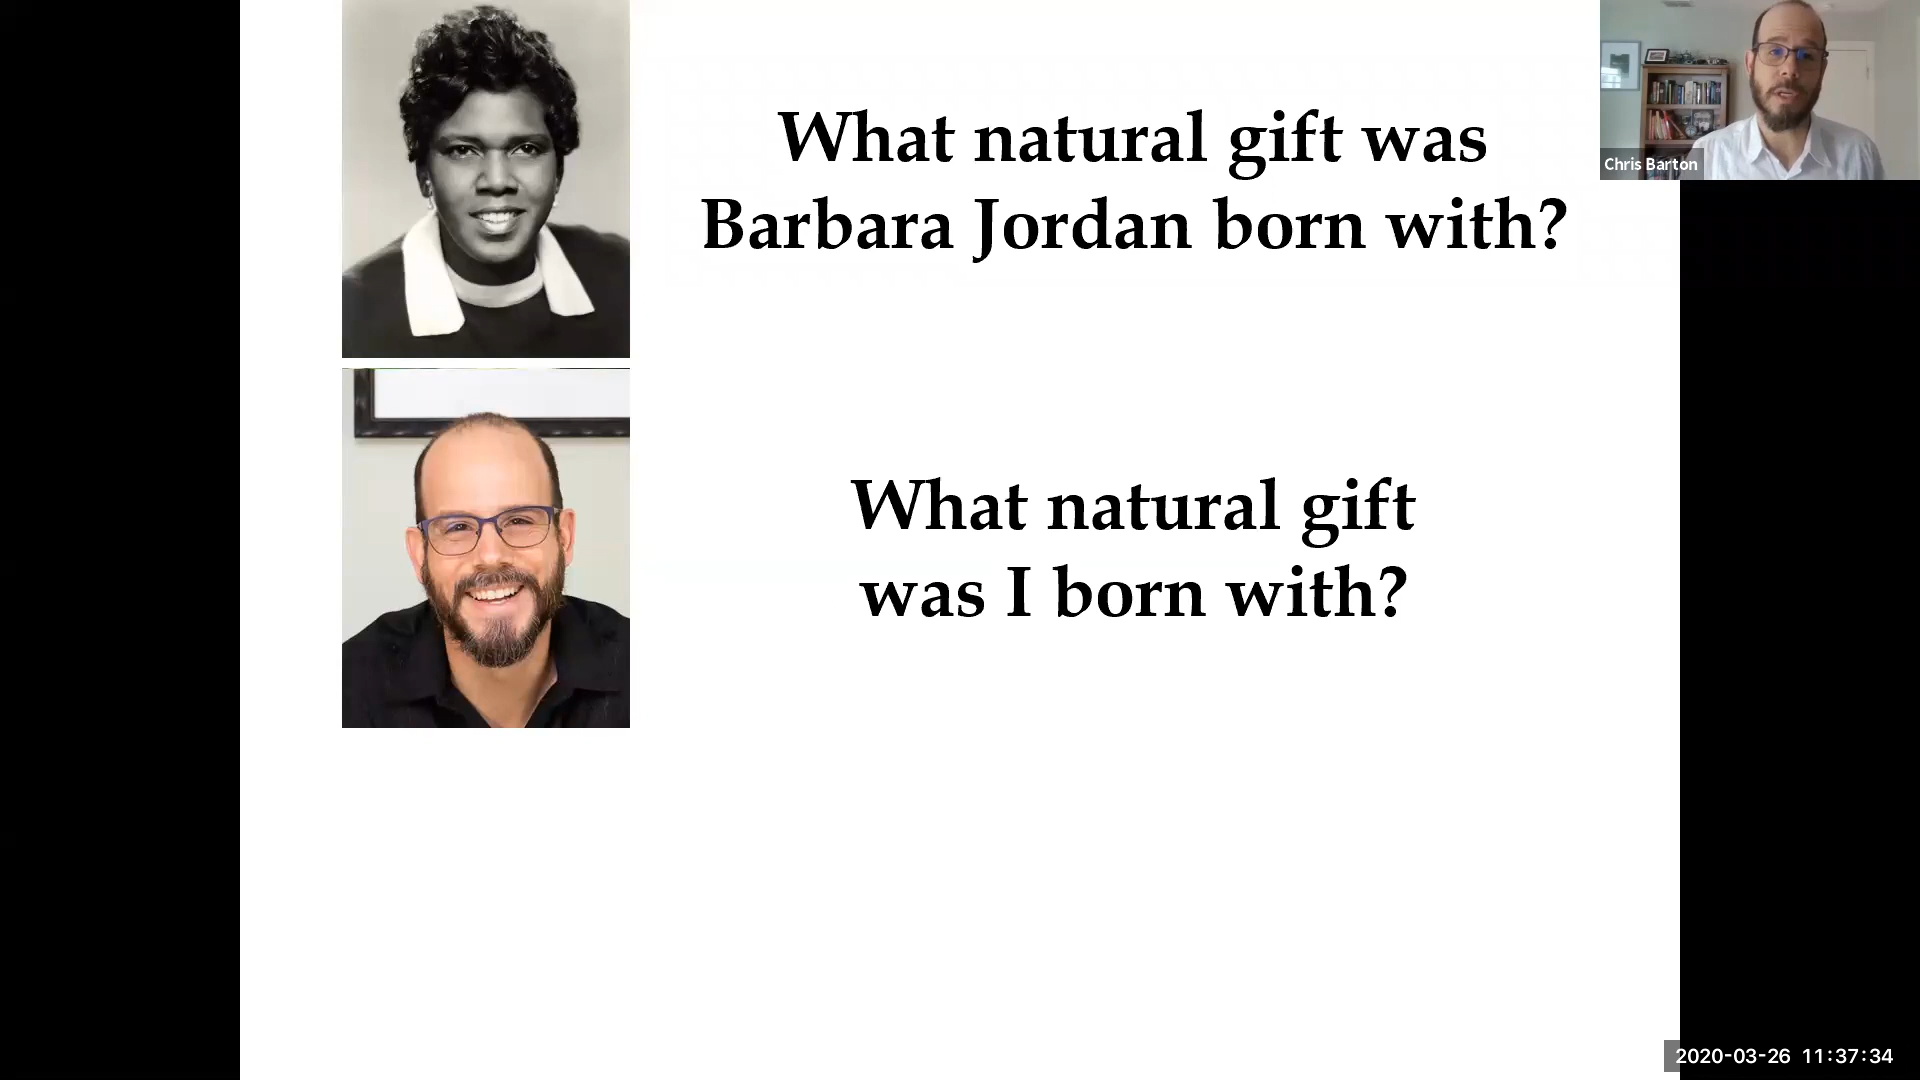 What natural gift was
Barbara Jordan born with?
Chris Barton
What natural gift
was I born with?
2020-03-26 11:37:34